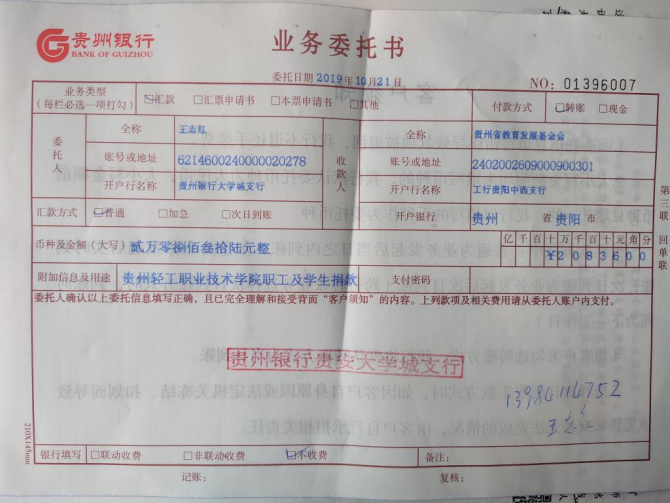 贵州银行
BANK OF GUIZHOU
业务委托书
委托日期 2019年10月21日
NO: 01396007
业务类型
(每栏必选一项打勾)
☑汇款 □汇票申请书 □本票申请书 □其他
付款方式 ☑转账 □现金
委托人
全称 王志红
账号或地址 6214600240000020278
开户行名称 贵州银行大学城支行
收款人
全称 贵州省教育发展基金会
账号或地址 2402002609000900301
开户行名称 工行贵阳中西支行
汇款方式 ☑普通 □加急 □次日到账
开户银行 贵州 省 贵阳 市
币种及金额(大写) 贰万零捌佰叁拾陆元整
亿千百十万千百十元角分
¥2083600
附加信息及用途 贵州轻工职业技术学院职工及学生捐款
支付密码
委托人确认以上委托信息填写正确,且已完全理解和接受背面“客户须知”的内容。上列款项及相关费用请从委托人账户内支付。
贵州银行贵安大学城支行
13984114752
王志红
银行填写 □联动收费 □非联动收费 ☑不收费
备注:
记账: 复核:
第三联 回单联
210X145mm